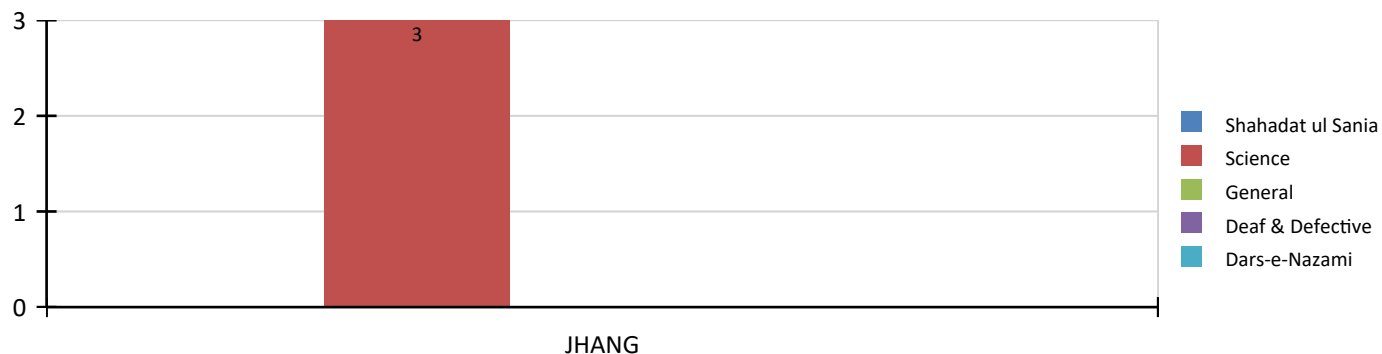 3
3
2
1
0
JHANG
Shahadat ul Sania
Science
General
Deaf & Defective
Dars-e-Nazami